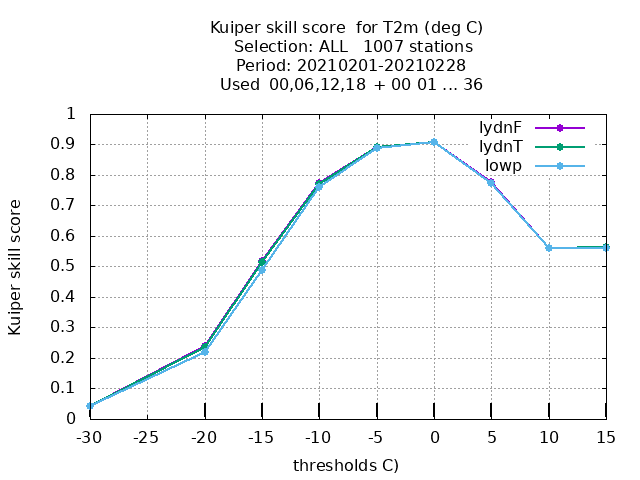 Kuiper skill score  for T2m (deg C)
Selection: ALL   1007 stations
Period: 20210201-20210228
Used  00,06,12,18  + 00 01 ... 36
lydnF
lydnT
lowp
1
0.9
0.8
0.7
0.6
0.5
0.4
0.3
0.2
0.1
0
Kuiper skill score
-30 -25 -20 -15 -10 -5 0 5 10 15
thresholds C)